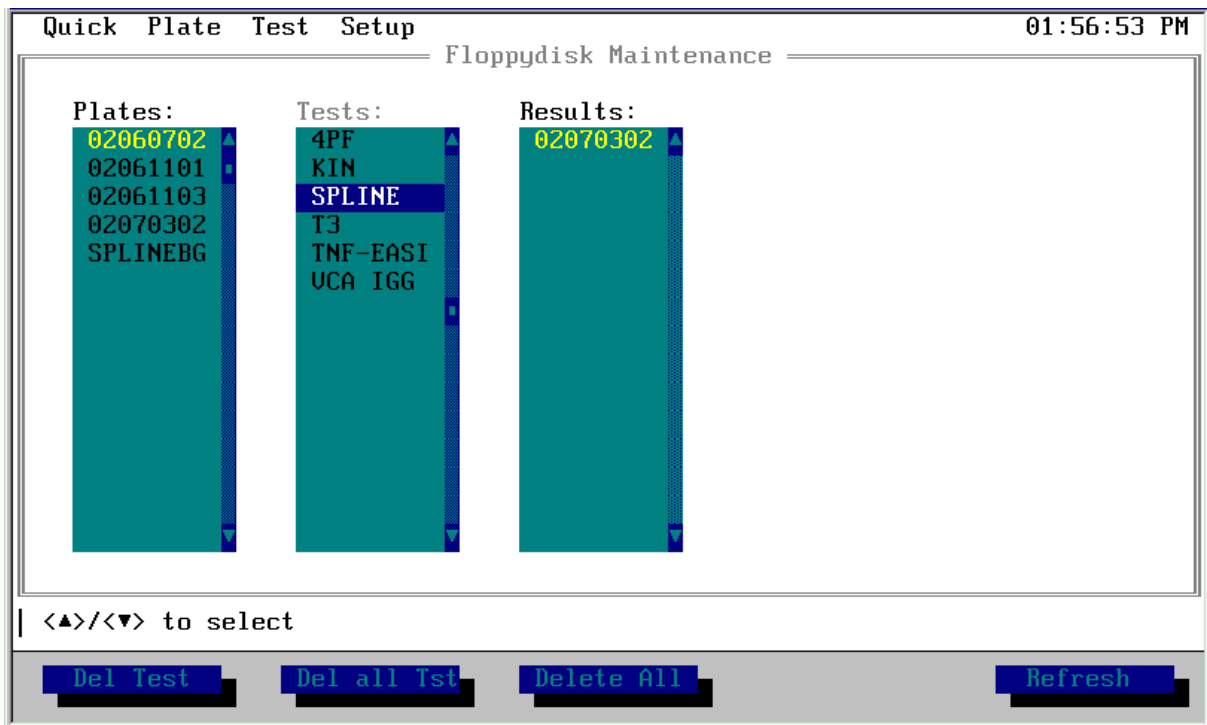 Quick Plate Test Setup 01:56:53 PM
Floppydisk Maintenance
Plates: Tests: Results:
02060702 4PF 02070302
02061101 KIN
02061103 SPLINE
02070302 T3
SPLINEBG TNF-EASI
VCA IGG
<▲>/<▼> to select
Del Test Del all Tst Delete All Refresh